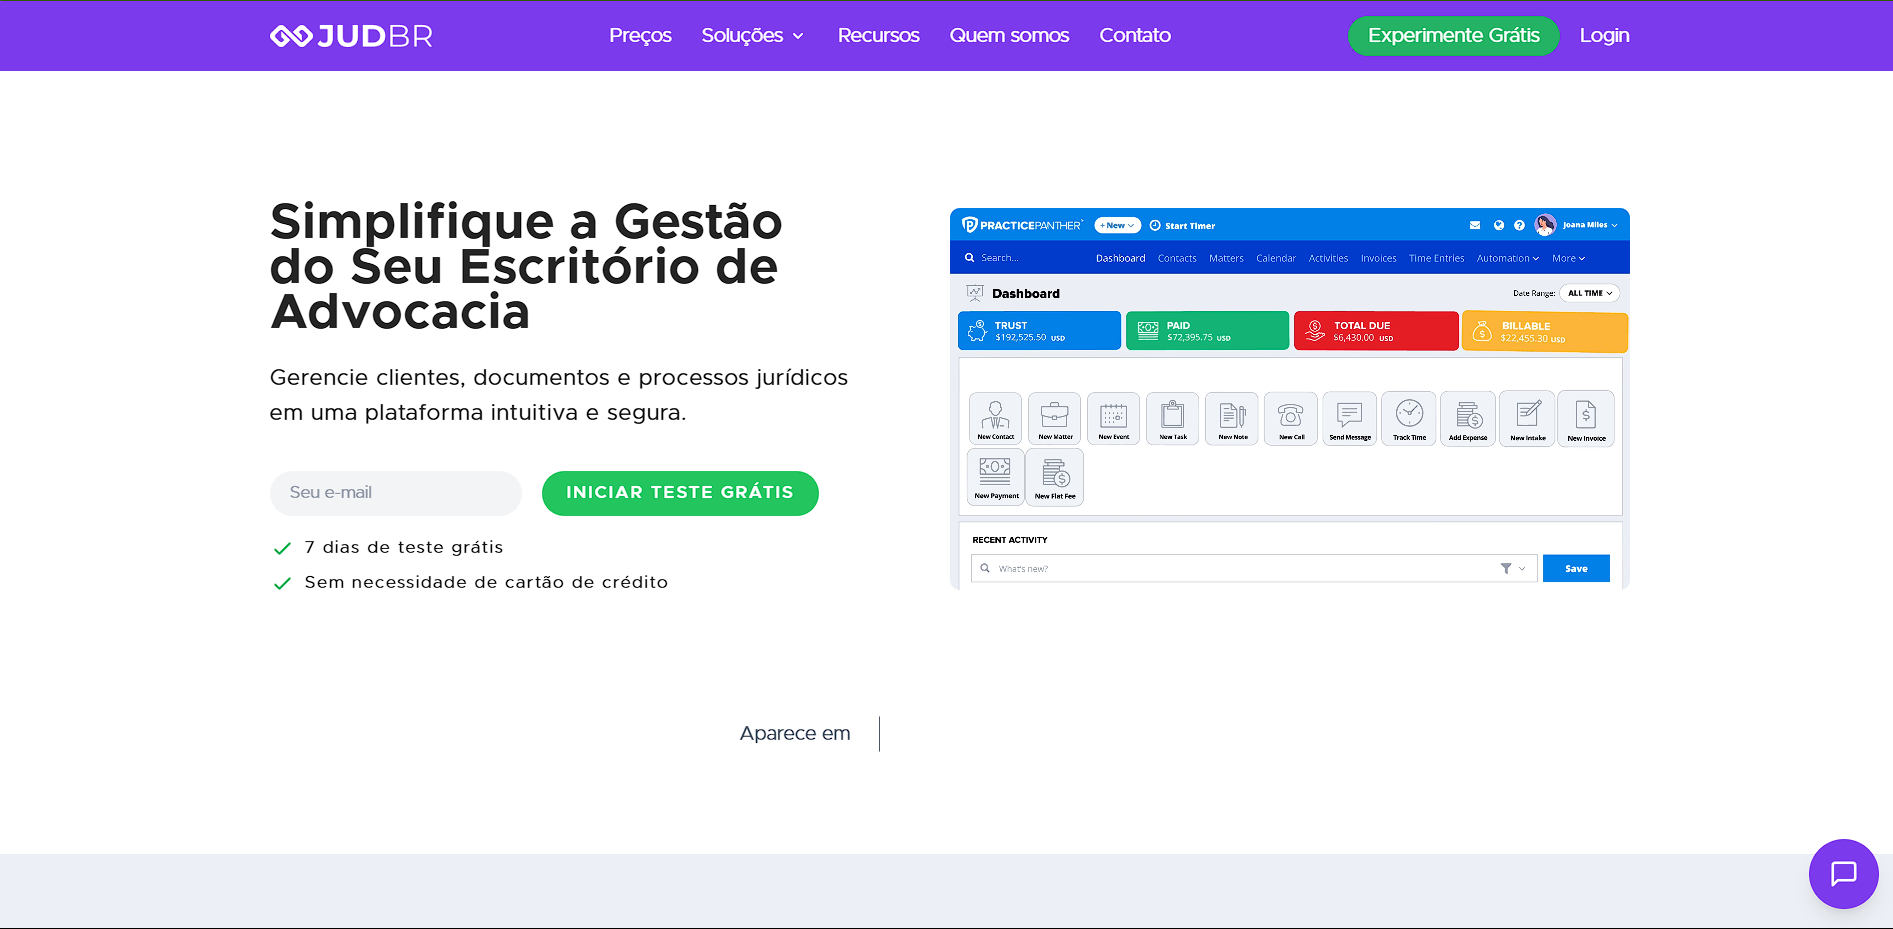 JUDBR
Preços
Soluções
Recursos
Quem somos
Contato
Experimente Grátis
Login
Simplifique a Gestão
do Seu Escritório de
Advocacia
Gerencie clientes, documentos e processos jurídicos
em uma plataforma intuitiva e segura.
Seu e-mail
INICIAR TESTE GRÁTIS
7 dias de teste grátis
Sem necessidade de cartão de crédito
PRACTICEPANTHER
+ New
Start Timer
Joana Miles
Search...
Dashboard
Contacts
Matters
Calendar
Activities
Invoices
Time Entries
Automation
More
Dashboard
Date Range:
ALL TIME
TRUST
$192,525.50 USD
PAID
$72,395.75 USD
TOTAL DUE
$6,430.00 USD
BILLABLE
$22,455.30 USD
New Contact
New Matter
New Event
New Task
New Note
New Call
Send Message
Track Time
Add Expense
New Intake
New Invoice
New Payment
New Flat Fee
RECENT ACTIVITY
What's new?
Save
Aparece em